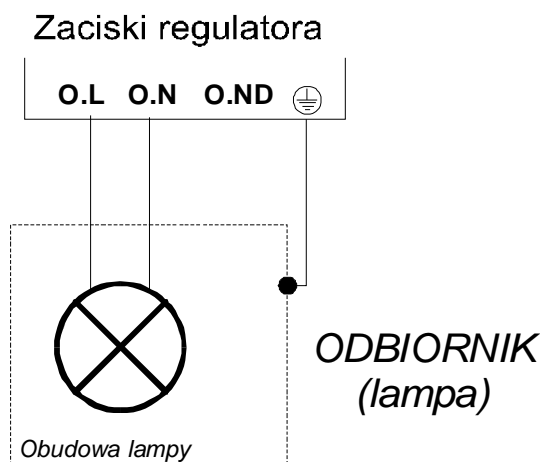 Zaciski regulatora
O.L O.N O.ND
ODBIORNIK
(lampa)
Obudowa lampy